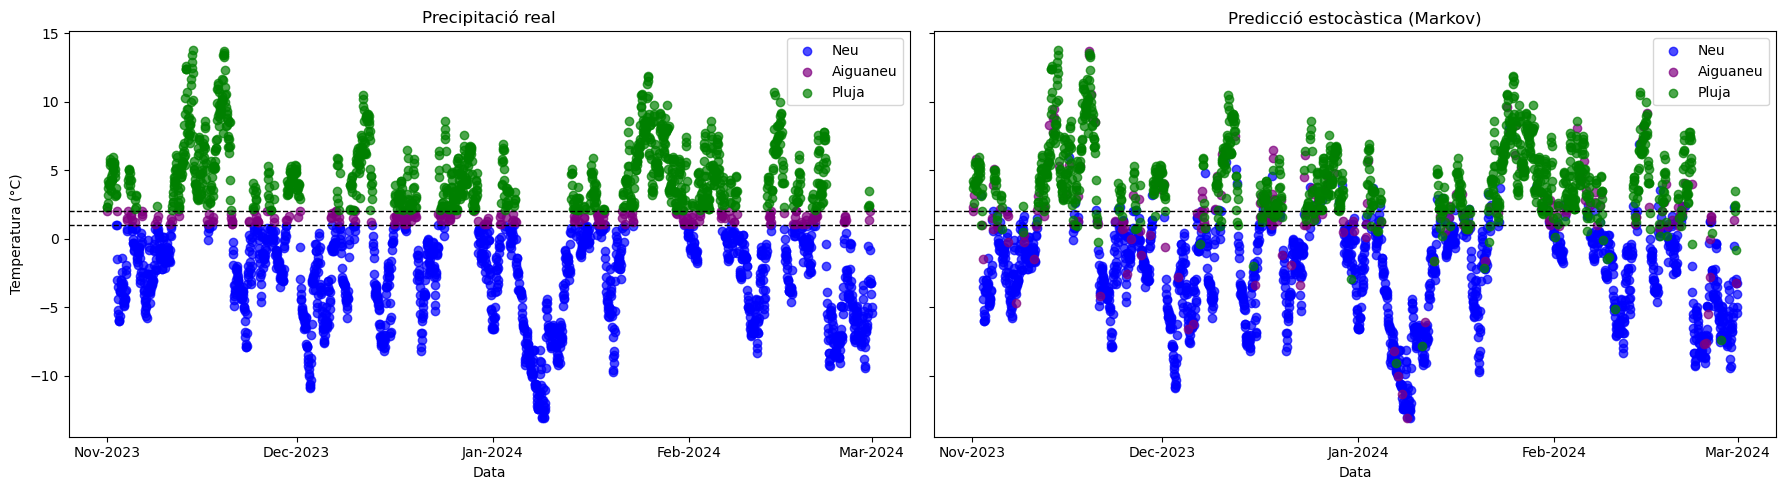 Precipitació real
Temperatura (°C)
15
10
5
0
−5
−10
Neu
Aiguaneu
Pluja
Nov-2023
Dec-2023
Jan-2024
Feb-2024
Mar-2024
Data
Predicció estocàstica (Markov)
Neu
Aiguaneu
Pluja
Nov-2023
Dec-2023
Jan-2024
Feb-2024
Mar-2024
Data